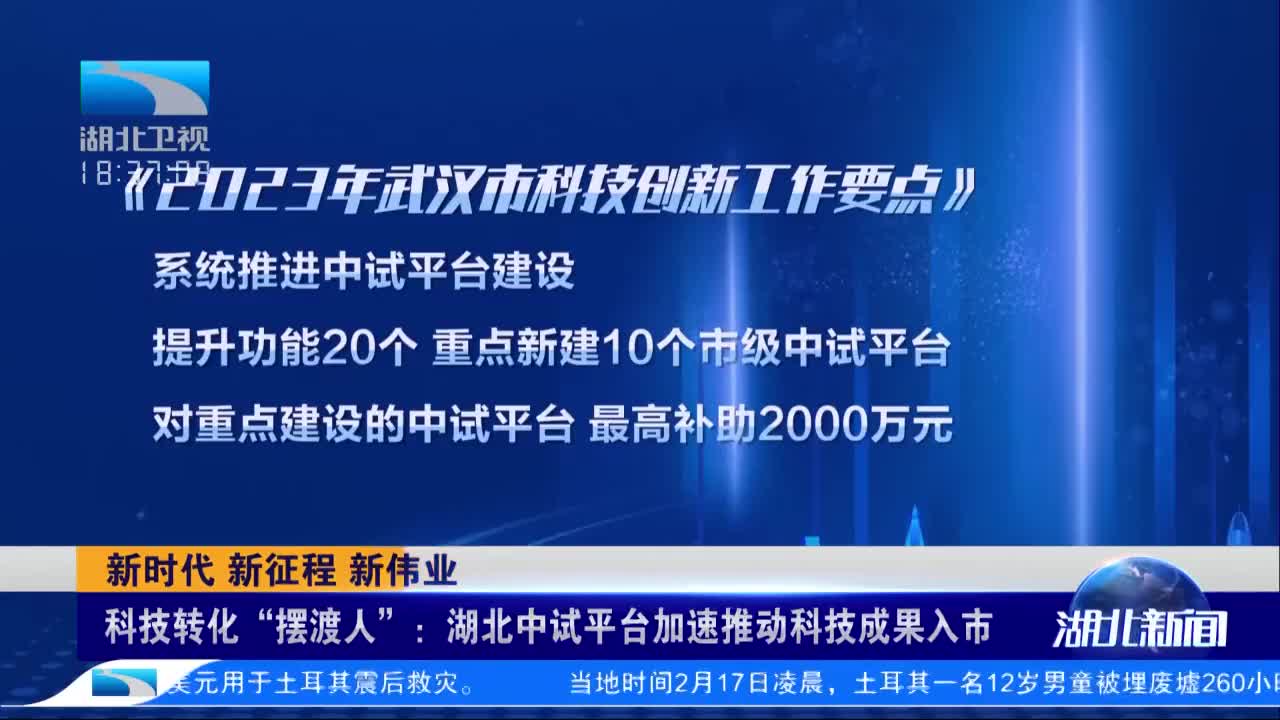 湖北卫视
《2023年武汉市科技创新工作要点》
系统推进中试平台建设
提升功能20个 重点新建10个市级中试平台
对重点建设的中试平台 最高补助2000万元
新时代 新征程 新伟业
科技转化“摆渡人”：湖北中试平台加速推动科技成果入市
湖北新闻
美元用于土耳其震后救灾。 当地时间2月17日凌晨，土耳其一名12岁男童被埋废墟260小